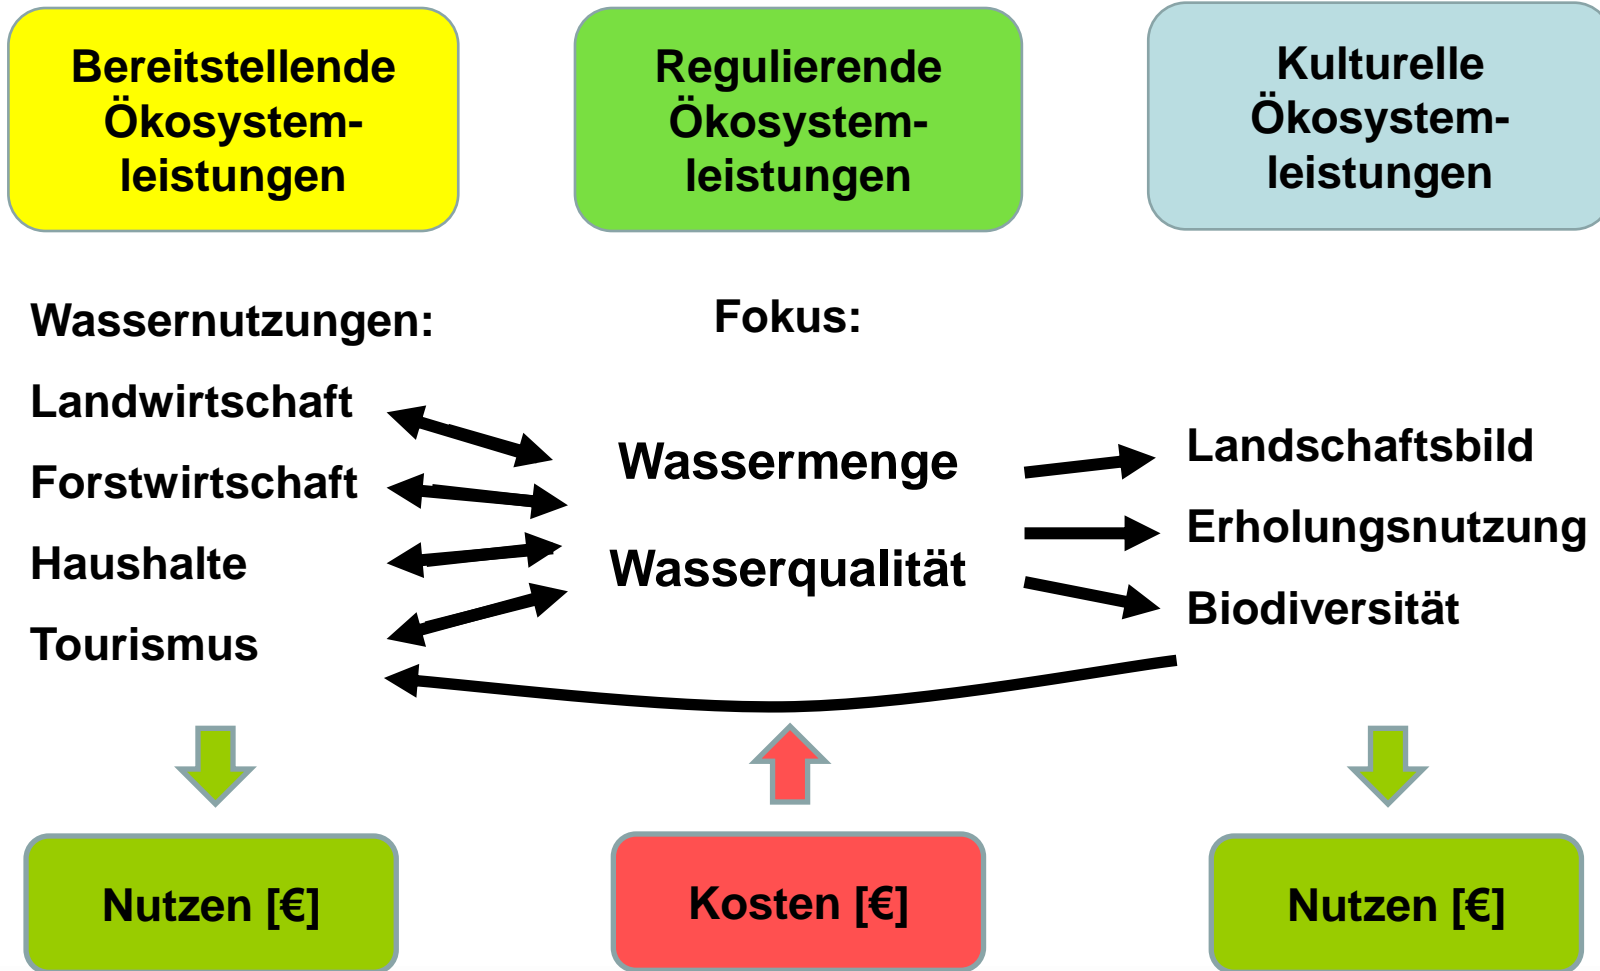 Bereitstellende
Ökosystem-
leistungen
Regulierende
Ökosystem-
leistungen
Kulturelle
Ökosystem-
leistungen
Wassernutzungen:
Landwirtschaft
Forstwirtschaft
Haushalte
Tourismus
Fokus:
Wassermenge
Wasserqualität
Landschaftsbild
Erholungsnutzung
Biodiversität
Nutzen [€]
Kosten [€]
Nutzen [€]